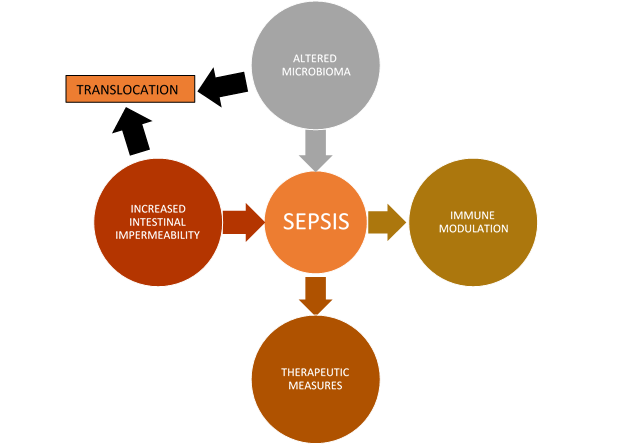 ALTERED
MICROBIOMA
TRANSLOCATION
INCREASED
INTESTINAL
IMPERMEABILITY
SEPSIS
IMMUNE
MODULATION
THERAPEUTIC
MEASURES